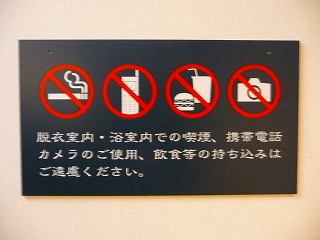 脱衣室内・浴室内での喫煙、携帯電話
カメラのご使用、飲食等の持ち込みは
ご遠慮ください。